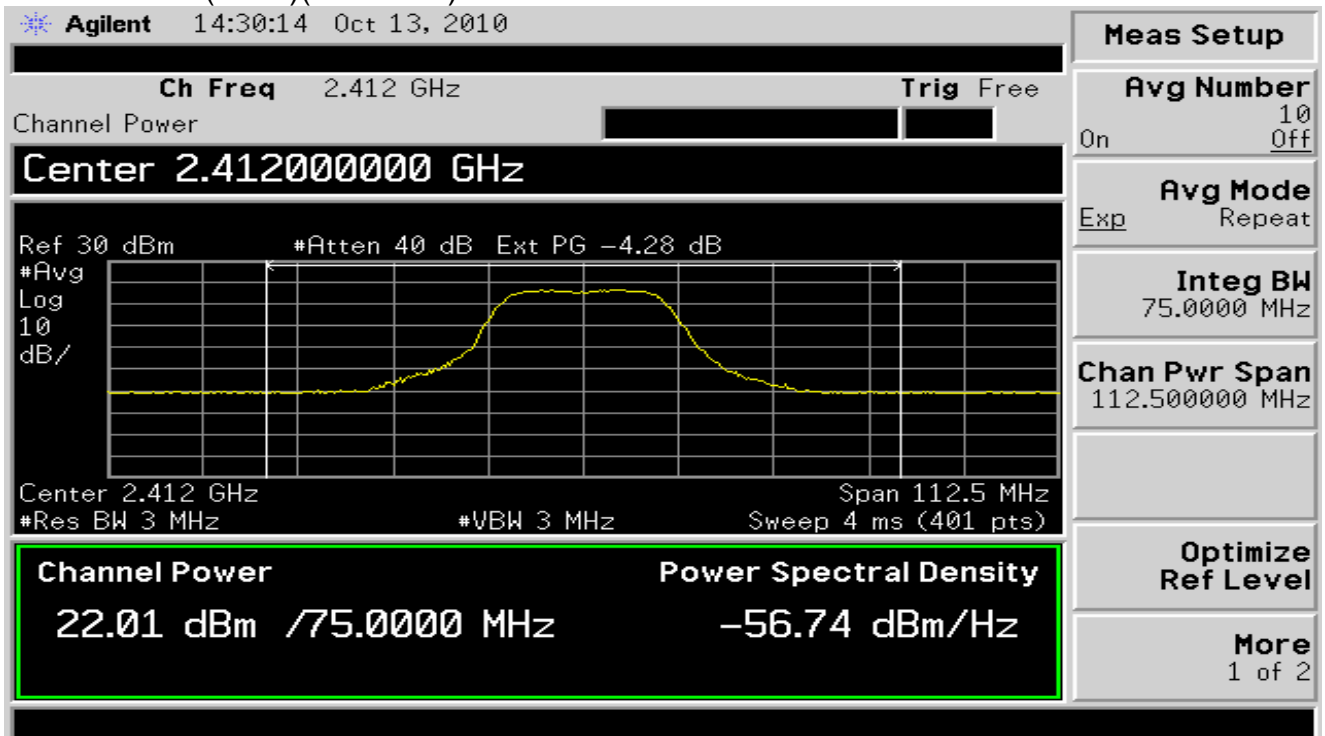 Agilent 14:30:14 Oct 13, 2010
Meas Setup
Ch Freq 2.412 GHz Trig Free
Channel Power
Center 2.412000000 GHz
Ref 30 dBm #Atten 40 dB Ext PG −4.28 dB
#Avg
Log
10
dB/
Center 2.412 GHz Span 112.5 MHz
#Res BW 3 MHz #VBW 3 MHz Sweep 4 ms (401 pts)
Channel Power Power Spectral Density
22.01 dBm /75.0000 MHz −56.74 dBm/Hz
Avg Number
10
On Off
Avg Mode
Exp Repeat
Integ BW
75.0000 MHz
Chan Pwr Span
112.500000 MHz
Optimize
Ref Level
More
1 of 2